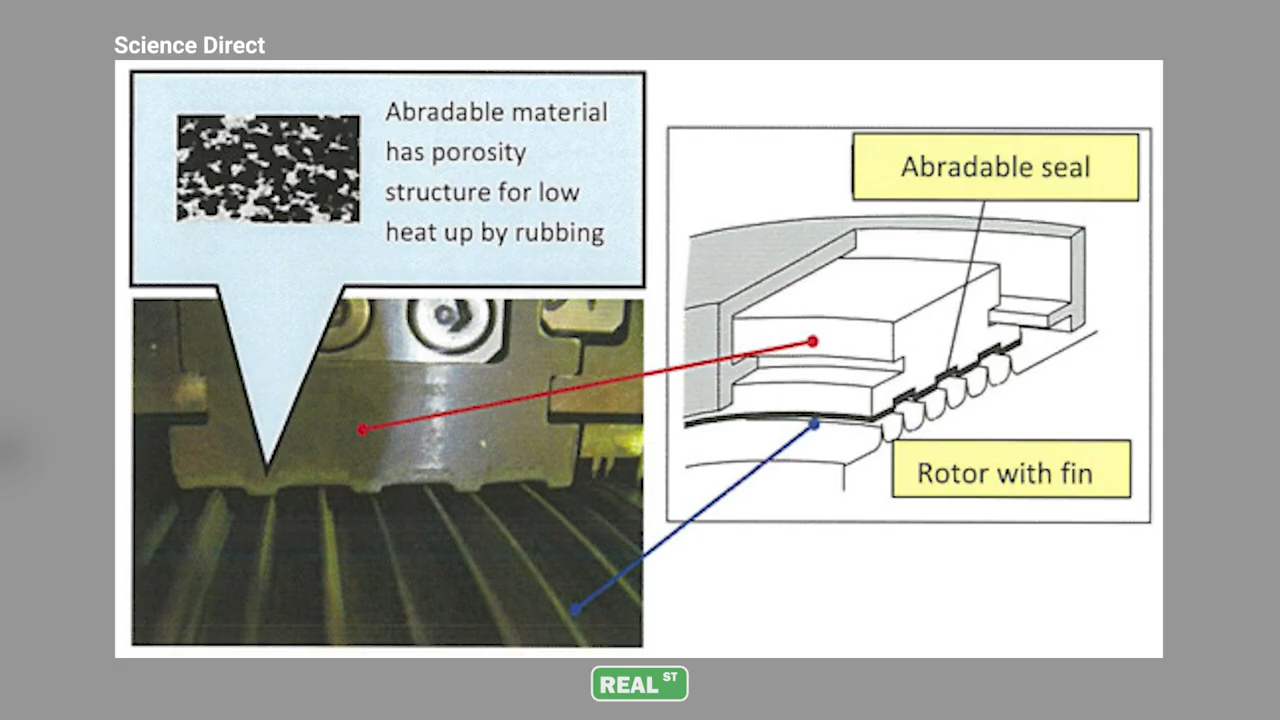 Science Direct
Abradable material
has porosity
structure for low
heat up by rubbing
Abradable seal
Rotor with fin
REAL ST